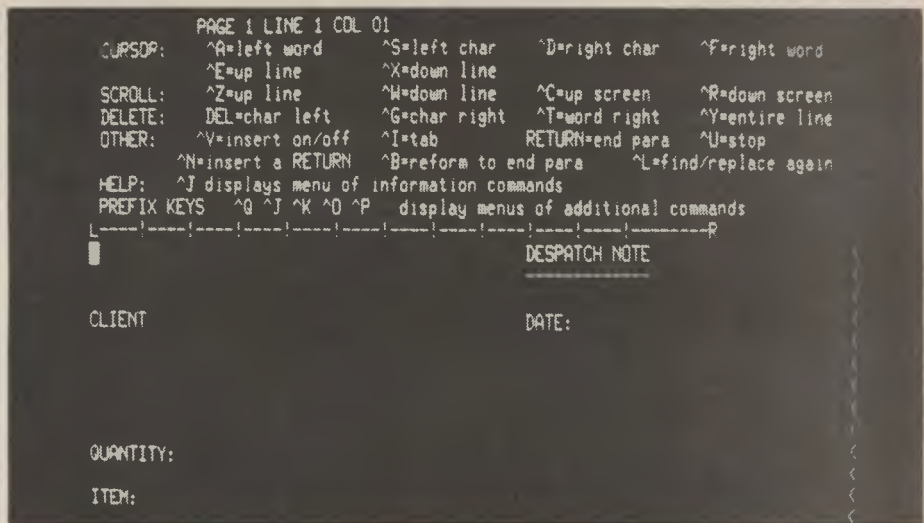 PAGE 1 LINE 1 COL 01
CURSOR: ^A=left word ^S=left char ^D=right char ^F=right word
^E=up line ^X=down line
SCROLL: ^Z=up line ^W=down line ^C=up screen ^R=down screen
DELETE: DEL=char left ^G=char right ^T=word right ^Y=entire line
OTHER: ^V=insert on/off ^I=tab RETURN=end para ^U=stop
^N=insert a RETURN ^B=reform to end para ^L=find/replace again
HELP: ^J displays menu of information commands
PREFIX KEYS ^Q ^J ^K ^O ^P display menus of additional commands
L----!----!----!----!----!----!----!----!----!----!----!--------R
DESPATCH NOTE
-------------
CLIENT DATE:
QUANTITY: <
<
ITEM: <
<